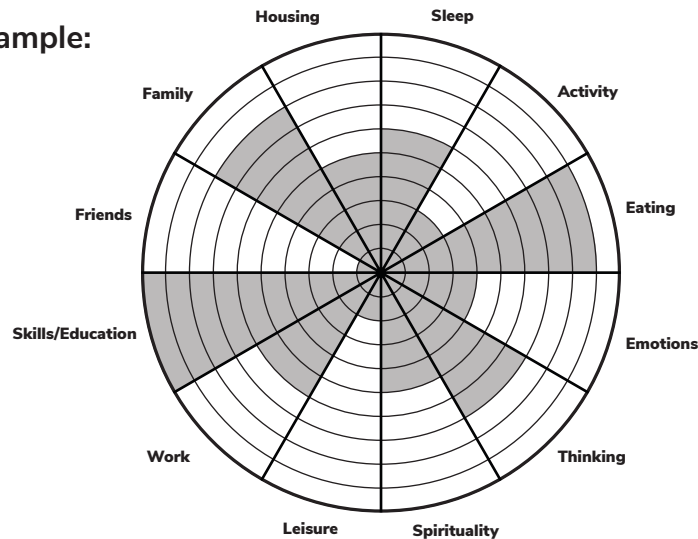 ample:
Housing
Sleep
Family
Activity
Friends
Eating
Skills/Education
Emotions
Work
Thinking
Leisure
Spirituality